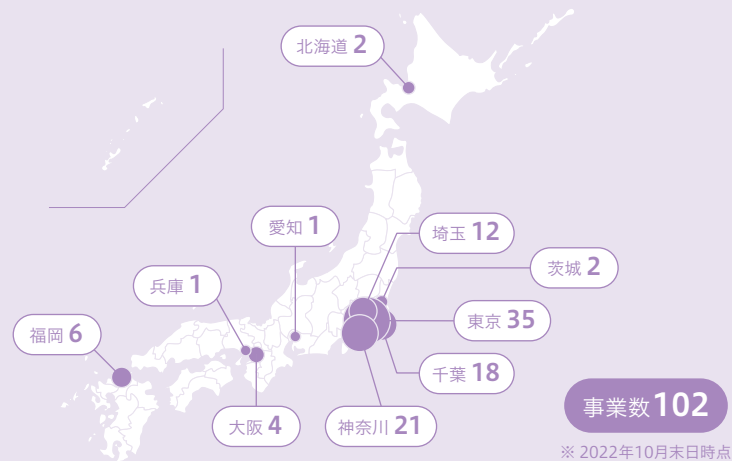 北海道 2
愛知 1
埼玉 12
茨城 2
兵庫 1
福岡 6
東京 35
千葉 18
大阪 4
神奈川 21
事業数 102
※ 2022年10月末日時点